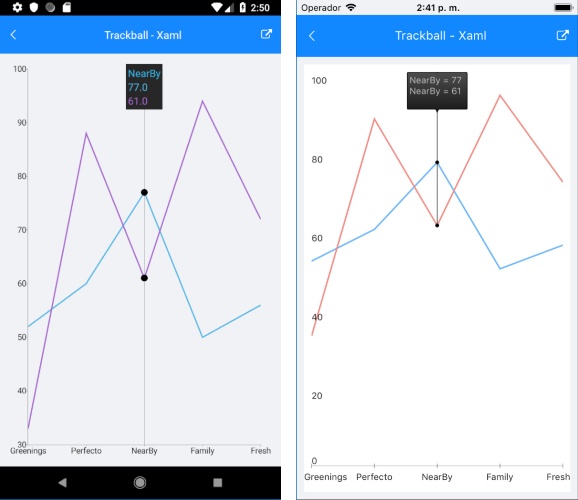 2:50
Trackball - Xaml
100
90
80
70
60
50
40
30
NearBy
77.0
61.0
Greenings Perfecto NearBy Family Fresh
Operador 2:41 p. m.
Trackball - Xaml
100
80
60
40
20
0
NearBy = 77
NearBy = 61
Greenings Perfecto NearBy Family Fresh